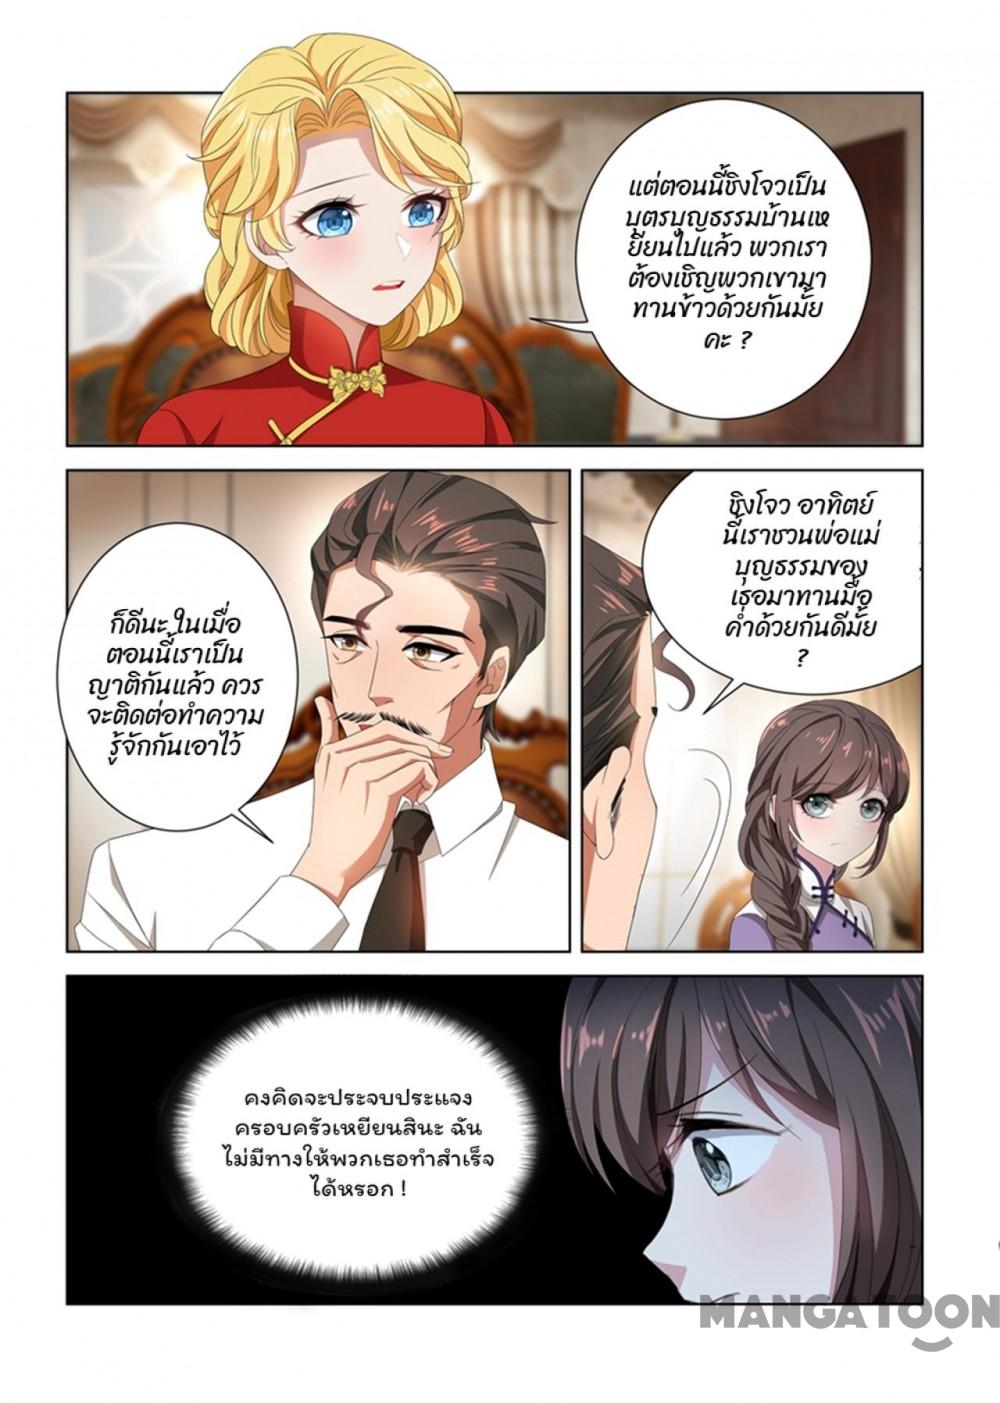 แต่ตอนนี้ชิงโจวเป็น
บุตรบุญธรรมบ้านเห
ยียนไปแล้ว พวกเรา
ต้องเชิญพวกเขามา
ทานข้าวด้วยกันมั้ย
คะ ?
ก็ดีนะ ในเมื่อ
ตอนนี้เราเป็น
ญาติกันแล้ว ควร
จะติดต่อทำความ
รู้จักกันเอาไว้
ชิงโจว อาทิตย์
นี้เราชวนพ่อแม่
บุญธรรมของ
เธอมาทานมื้อ
ค่ำด้วยกันดีมั้ย
?
คงคิดจะประจบประแจง
ครอบครัวเหยียนสินะ ฉัน
ไม่มีทางให้พวกเธอทำสำเร็จ
ได้หรอก !
MANGATOON